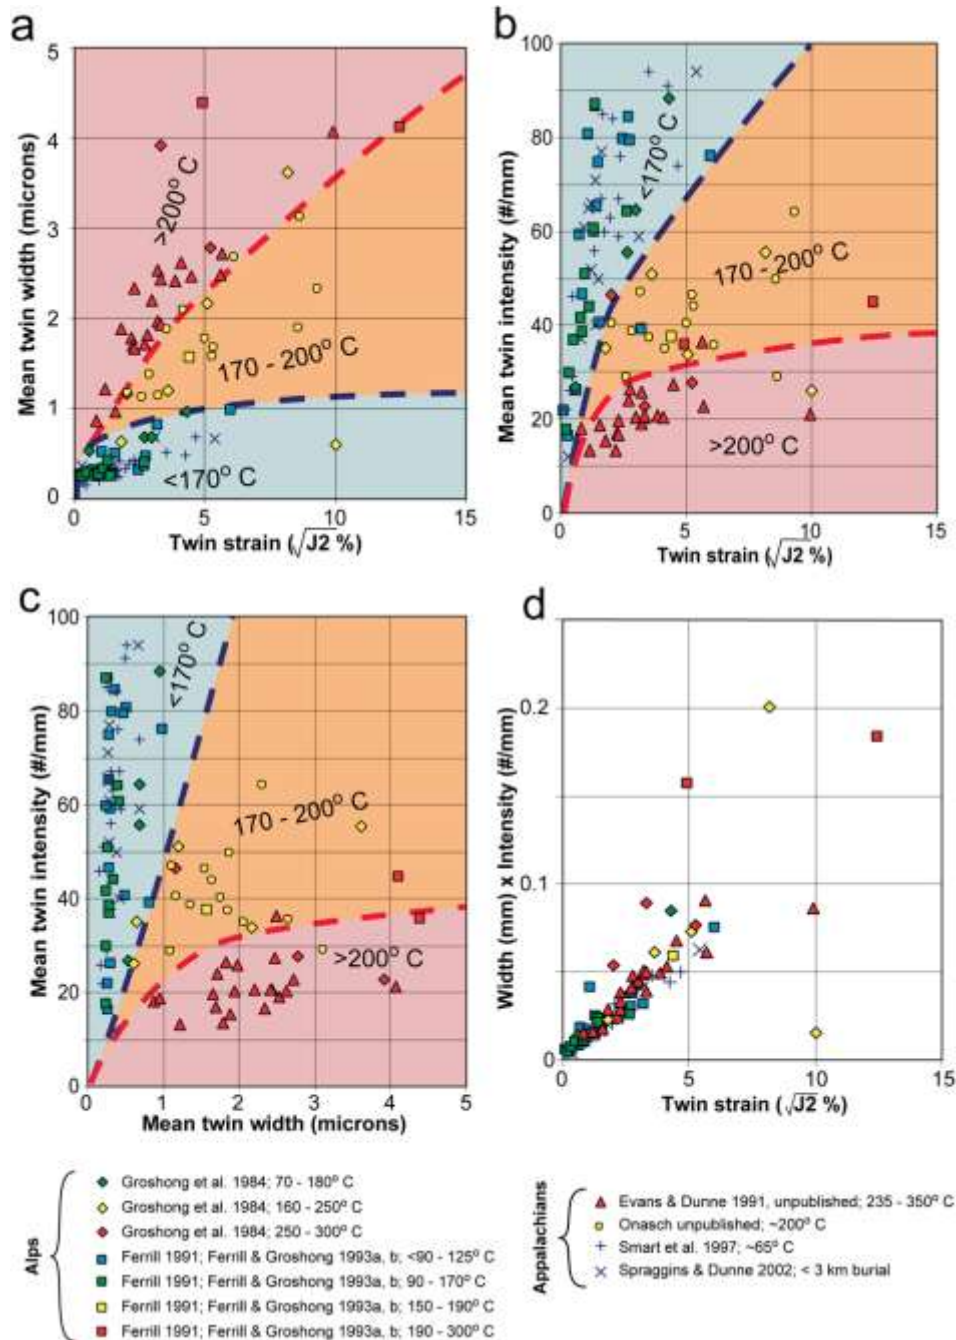 a
5
4
3
2
1
0
0
5
10
15
Mean twin width (microns)
Twin strain (√J2 %)
>200° C
170 - 200° C
<170° C
b
100
80
60
40
20
0
0
5
10
15
Mean twin intensity (#/mm)
Twin strain (√J2 %)
<170° C
170 - 200° C
>200° C
c
100
80
60
40
20
0
0
1
2
3
4
5
Mean twin intensity (#/mm)
Mean twin width (microns)
<170° C
170 - 200° C
>200° C
d
0.2
0.1
0
0
5
10
15
Width (mm) x Intensity (#/mm)
Twin strain (√J2 %)
Alps
Groshong et al. 1984; 70 - 180° C
Groshong et al. 1984; 160 - 250° C
Groshong et al. 1984; 250 - 300° C
Ferrill 1991; Ferrill & Groshong 1993a, b; <90 - 125° C
Ferrill 1991; Ferrill & Groshong 1993a, b; 90 - 170° C
Ferrill 1991; Ferrill & Groshong 1993a, b; 150 - 190° C
Ferrill 1991; Ferrill & Groshong 1993a, b; 190 - 300° C
Appalachians
Evans & Dunne 1991, unpublished; 235 - 350° C
Onasch unpublished; ~200° C
Smart et al. 1997; ~65° C
Spraggins & Dunne 2002; < 3 km burial